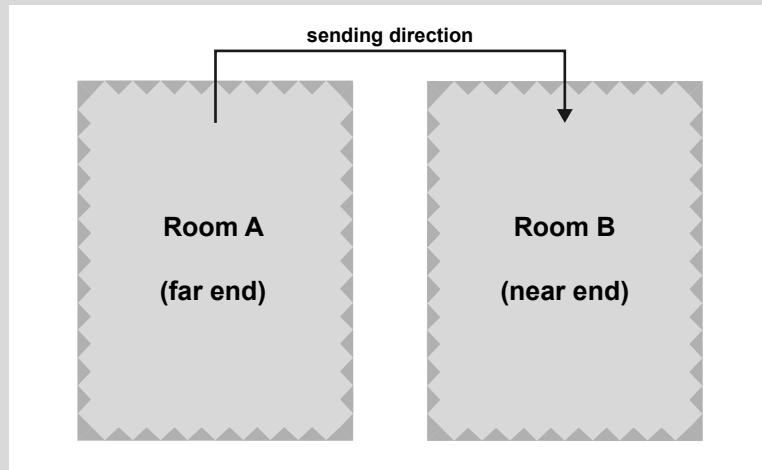 sending direction
Room A
(far end)
Room B
(near end)